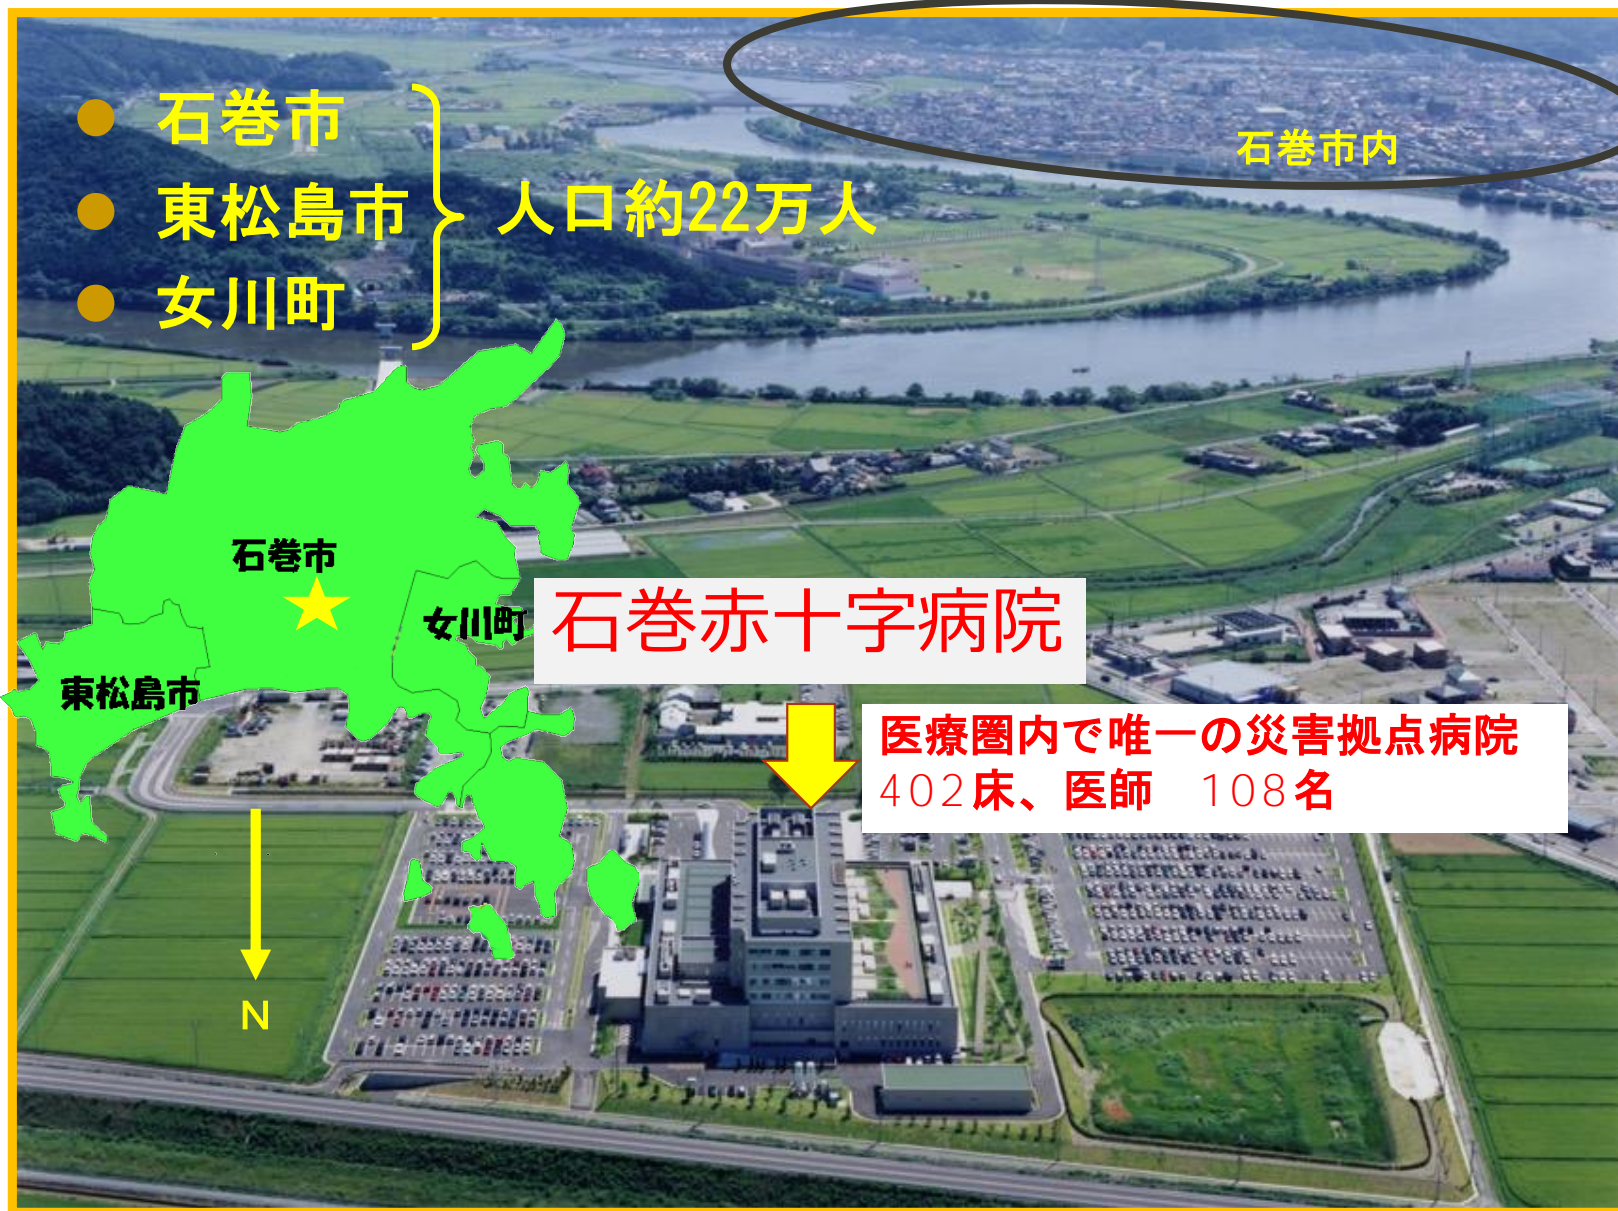 石巻市
東松島市
女川町
人口約22万人
石巻市内
石巻市
女川町
東松島市
石巻赤十字病院
医療圏内で唯一の災害拠点病院
402床、医師　108名
N